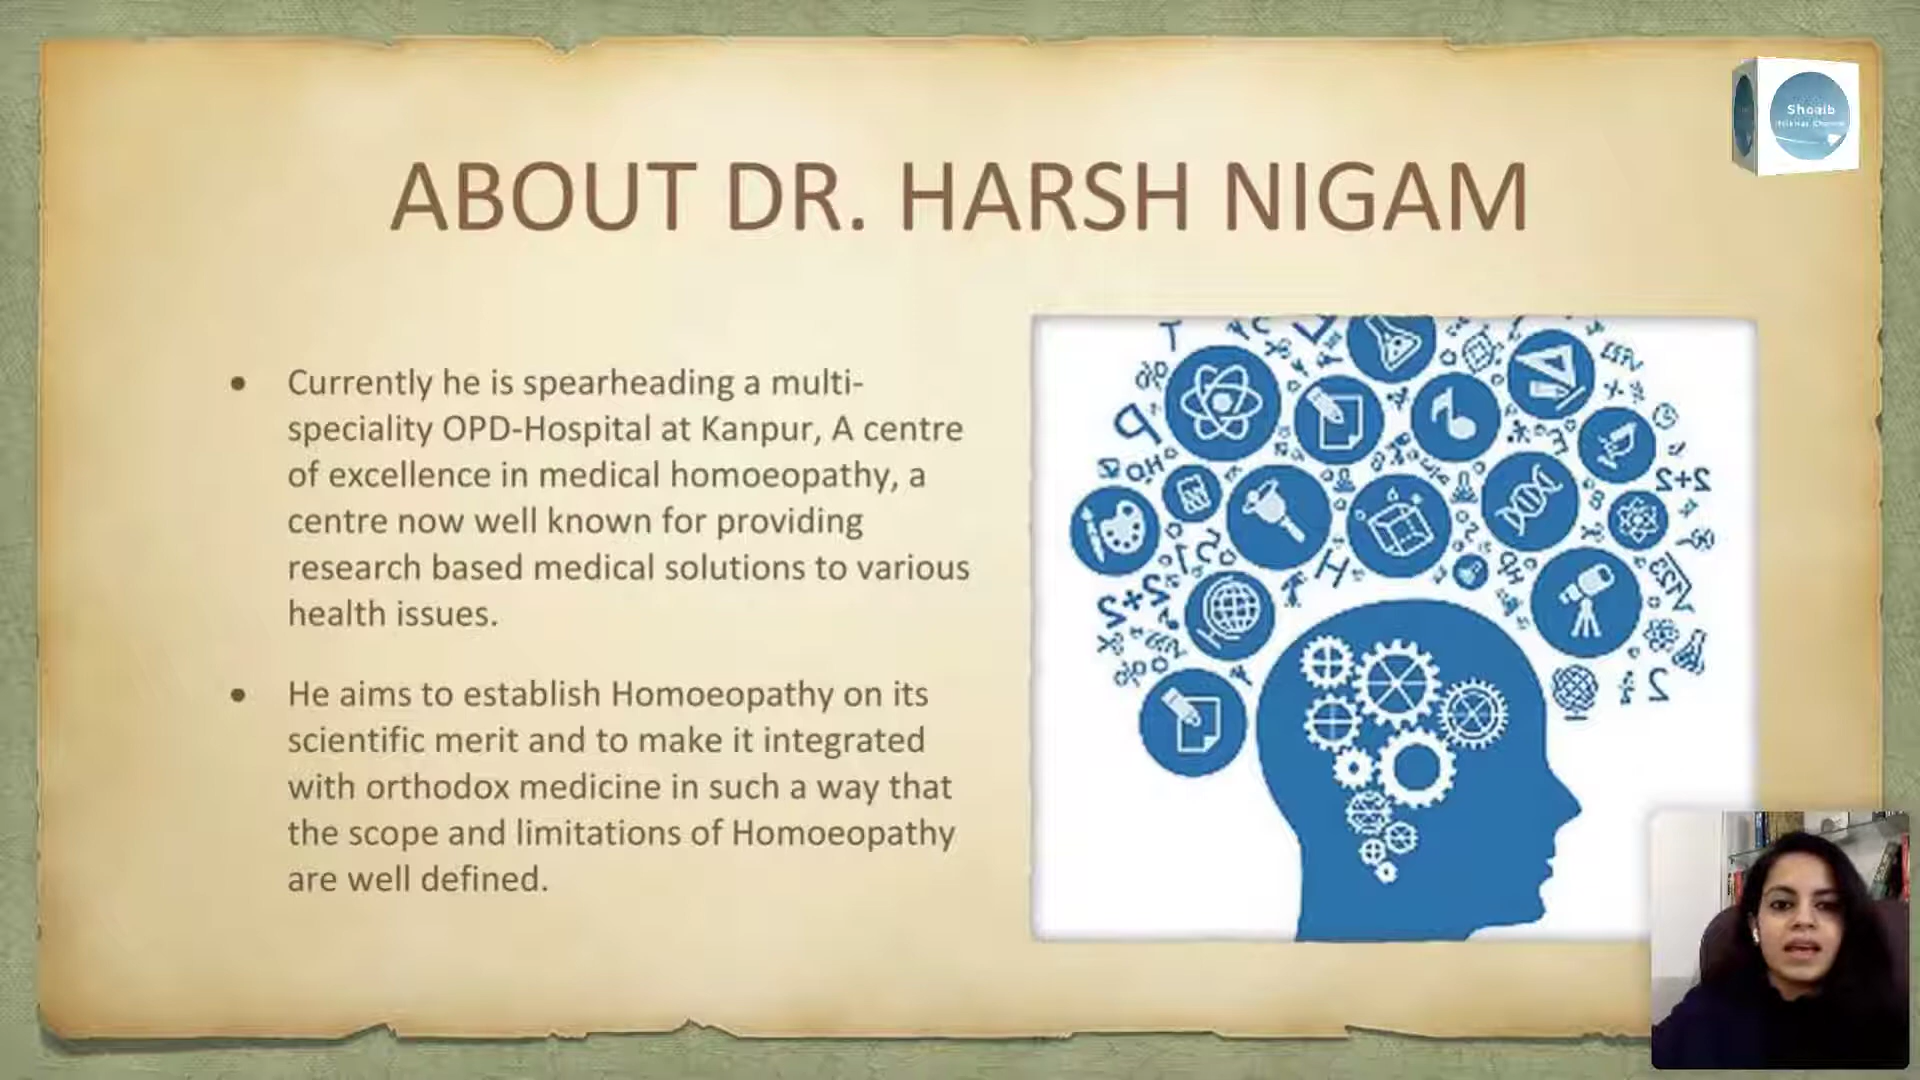 Shoaib
ABOUT DR. HARSH NIGAM
• Currently he is spearheading a multi-
speciality OPD-Hospital at Kanpur, A centre
of excellence in medical homoeopathy, a
centre now well known for providing
research based medical solutions to various
health issues.
• He aims to establish Homoeopathy on its
scientific merit and to make it integrated
with orthodox medicine in such a way that
the scope and limitations of Homoeopathy
are well defined.